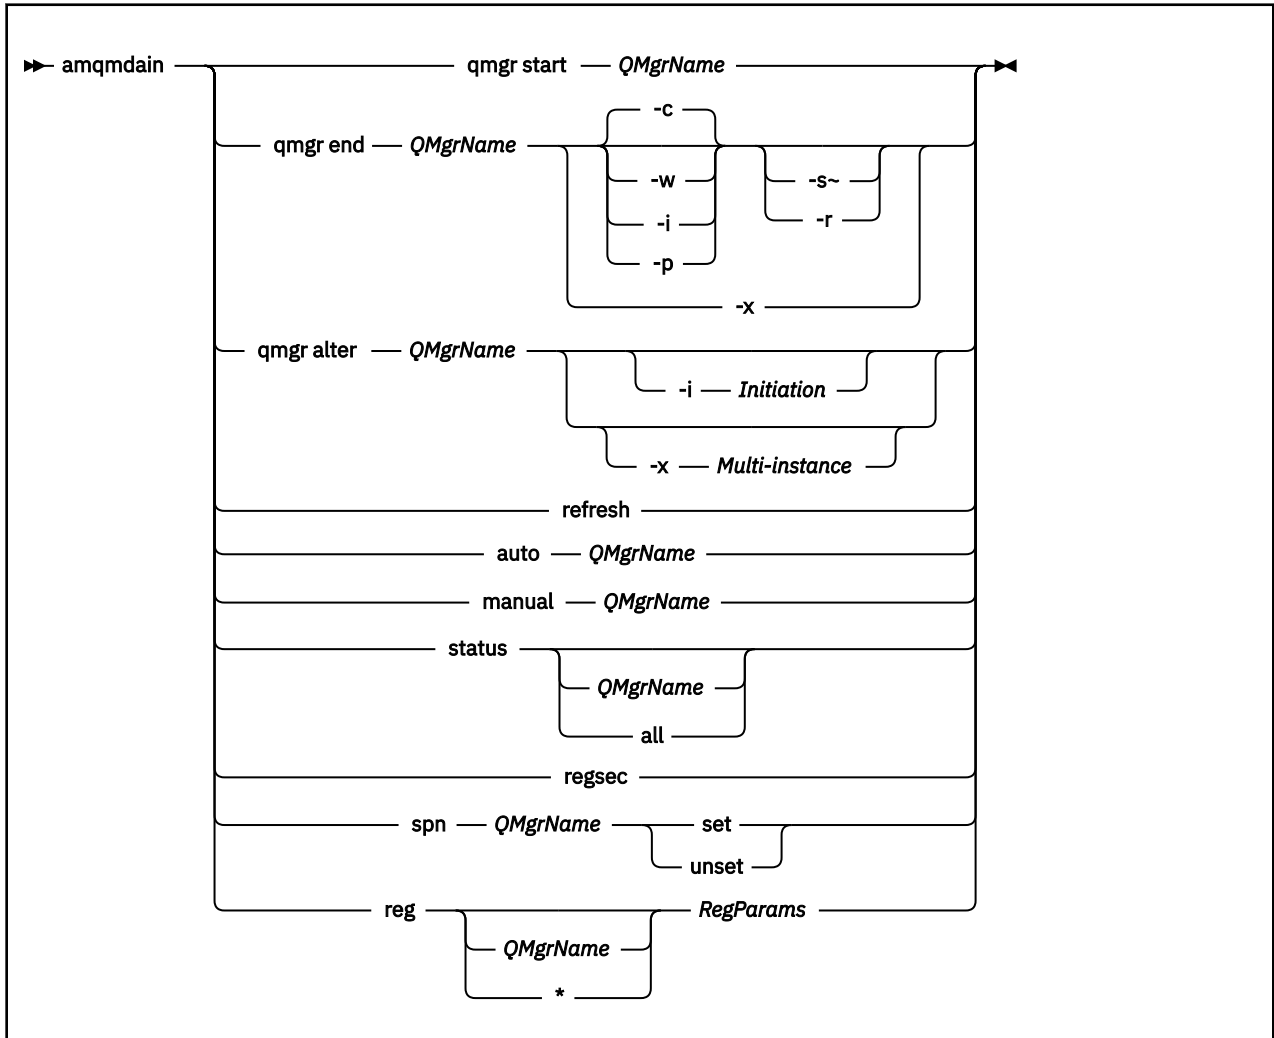 amqmdain qmgr start QMgrName
-c
qmgr end QMgrName
-w -s~
-i -r
-p
-x
qmgr alter QMgrName
-i Initiation
-x Multi-instance
refresh
auto QMgrName
manual QMgrName
status
QMgrName
all
regsec
spn QMgrName set
unset
reg RegParams
QMgrName
*